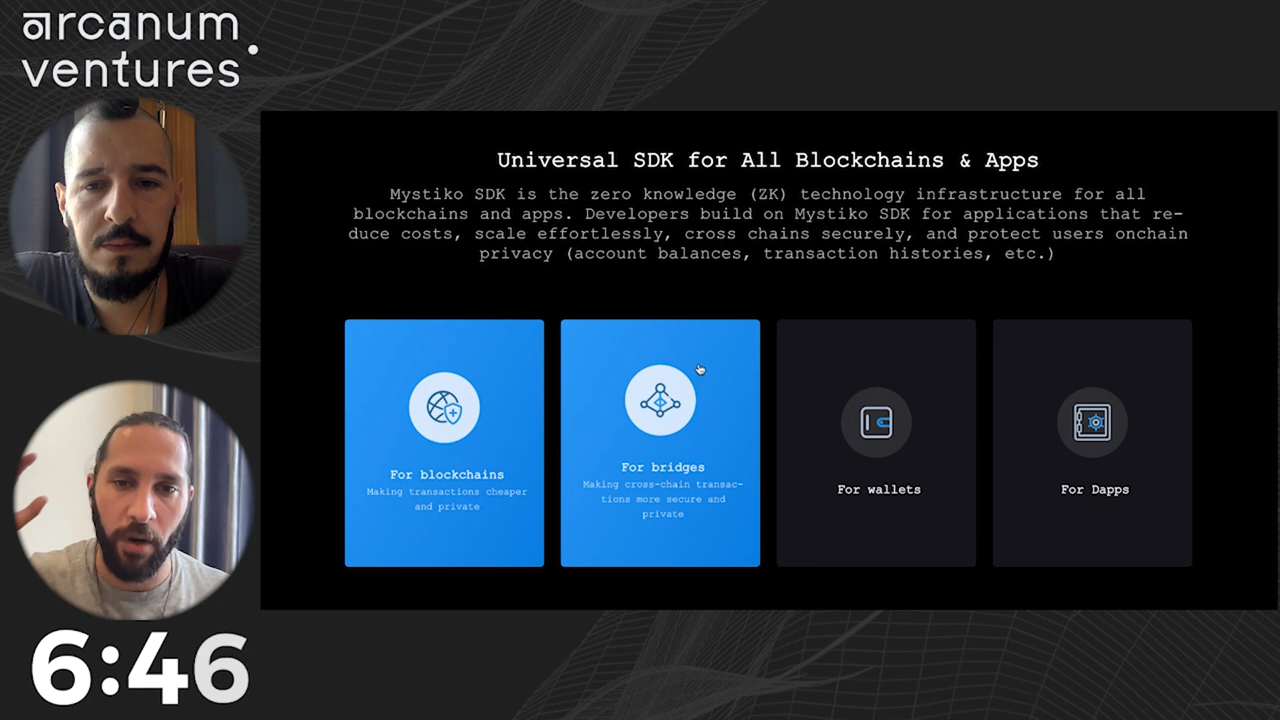 arcanum
ventures
Universal SDK for All Blockchains & Apps
Mystiko SDK is the zero knowledge (ZK) technology infrastructure for all
blockchains and apps. Developers build on Mystiko SDK for applications that re-
duce costs, scale effortlessly, cross chains securely, and protect users onchain
privacy (account balances, transaction histories, etc.)
For blockchains
Making transactions cheaper
and private
For bridges
Making cross-chain transac-
tions more secure and
private
For wallets
For Dapps
6:46